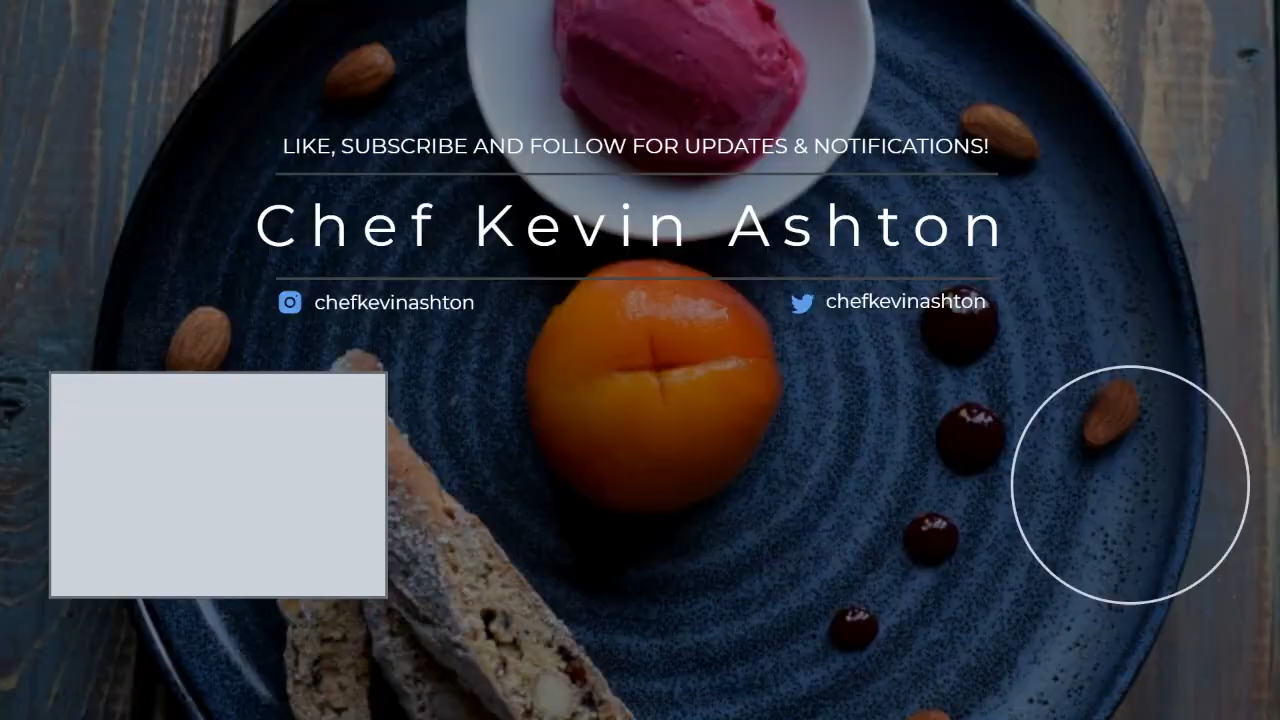 LIKE, SUBSCRIBE AND FOLLOW FOR UPDATES & NOTIFICATIONS!
Chef Kevin Ashton
chefkevinashton chefkevinashton